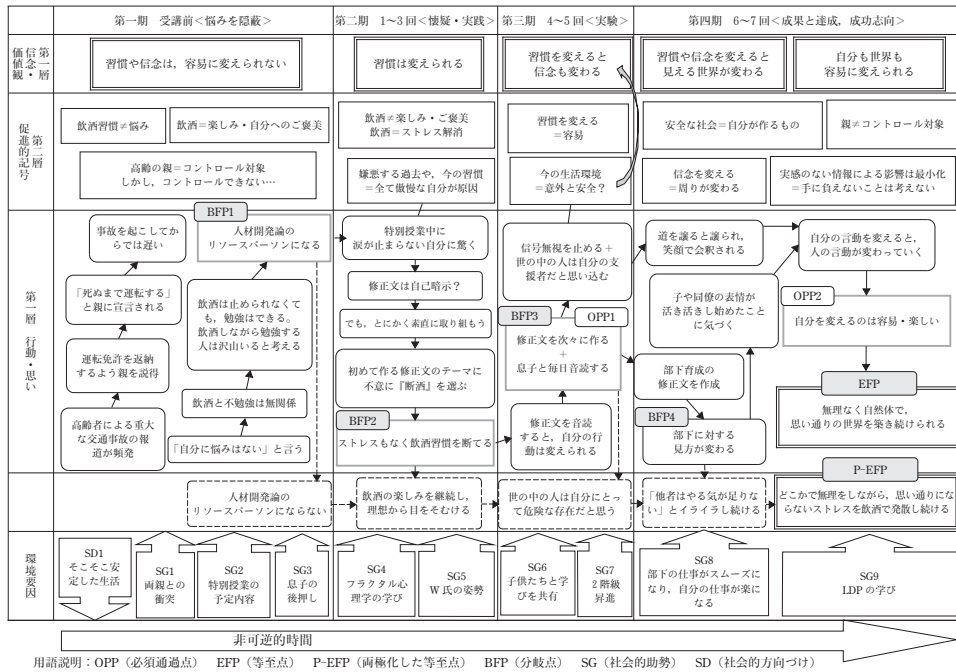 第一期　受講前＜悩みを隠蔽＞
第二期　1～3回＜懐疑・実践＞
第三期　4～5回＜実験＞
第四期　6～7回＜成果と達成，成功志向＞
第三層
信念・
価値観
習慣や信念は，容易に変えられない
習慣は変えられる
習慣を変えると
信念も変わる
習慣や信念を変えると
見える世界が変わる
自分も世界も
容易に変えられる
第二層
促進的記号
飲酒習慣≠悩み
飲酒＝楽しみ・自分へのご褒美
高齢の親＝コントロール対象
しかし，コントロールできない…
飲酒≠楽しみ・ご褒美
飲酒＝ストレス解消
嫌悪する過去や，今の習慣
＝全て傲慢な自分が原因
習慣を変える
＝容易
今の生活環境
＝意外と安全？
安全な社会＝自分が作るもの
親≠コントロール対象
信念を変える
＝周りが変わる
実感のない情報による影響は最小化
＝手に負えないことは考えない
第一層　行動・思い
事故を起こしてか
らでは遅い
「死ぬまで運転する」
と親に宣言される
運転免許を返納
するよう親を説得
高齢者による重大
な交通事故の報
道が頻発
BFP1
人材開発論の
リソースパーソンになる
飲酒は止められなくて
も，勉強はできる。
飲酒しながら勉強する
人は沢山いると考える
飲酒と不勉強は無関係
「自分に悩みはない」と言う
人材開発論の
リソースパーソンにならない
特別授業中に
涙が止まらない自分に驚く
修正文は自己暗示？
でも，とにかく素直に取り組もう
初めて作る修正文のテーマに
不意に『断酒』を選ぶ
BFP2
ストレスもなく飲酒習慣を断てる
飲酒の楽しみを継続し，
理想から目をそむける
信号無視を止める＋
世の中の人は自分の支
援者だと思い込む
BFP3
OPP1
修正文を次々に作る
＋
息子と毎日音読する
修正文を音読
すると，自分の行
動は変えられる
世の中の人は自分にとって
危険な存在だと思う
道を譲ると譲られ，
笑顔で会釈される
自分の言動を変えると，
人の言動が変わっていく
子や同僚の表情が
活き活きし始めたこと
に気づく
OPP2
自分を変えるのは容易・楽しい
部下育成の
修正文を作成
BFP4
部下に対する
見方が変わる
EFP
無理なく自然体で，
思い通りの世界を築き続けられる
P-EFP
「他者はやる気が足りな
い」とイライラし続ける
どこかで無理をしながら，思い通りにな
らないストレスを飲酒で発散し続ける
環境要因
SD1
そこそこ安
定した生活
SG1
両親との
衝突
SG2
特別授業の
予定内容
SG3
息子の
後押し
SG4
フラクタル心
理学の学び
SG5
W氏の姿勢
SG6
子供たちと学
びを共有
SG7
2階級
昇進
SG8
部下の仕事がスムーズに
なり，自分の仕事が楽に
なる
SG9
LDPの学び
非可逆的時間
用語説明：OPP（必須通過点）　EFP（等至点）　P-EFP（両極化した等至点）　BFP（分岐点）　SG（社会的助勢）　SD（社会的方向づけ）